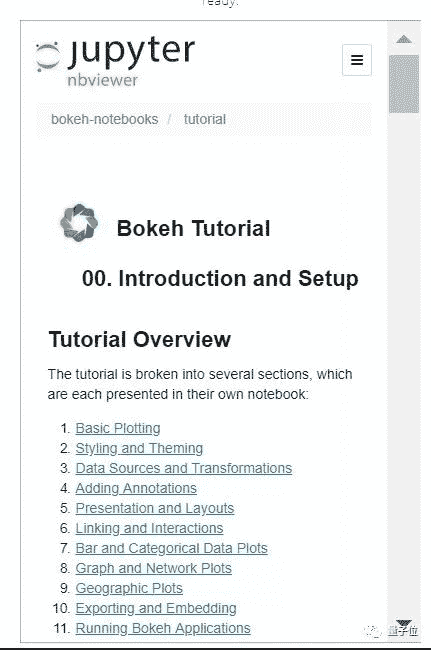 ready.
jupyter
nbviewer
bokeh-notebooks / tutorial
Bokeh Tutorial
00. Introduction and Setup
Tutorial Overview
The tutorial is broken into several sections, which
are each presented in their own notebook:
1. Basic Plotting
2. Styling and Theming
3. Data Sources and Transformations
4. Adding Annotations
5. Presentation and Layouts
6. Linking and Interactions
7. Bar and Categorical Data Plots
8. Graph and Network Plots
9. Geographic Plots
10. Exporting and Embedding
11. Running Bokeh Applications
量子位